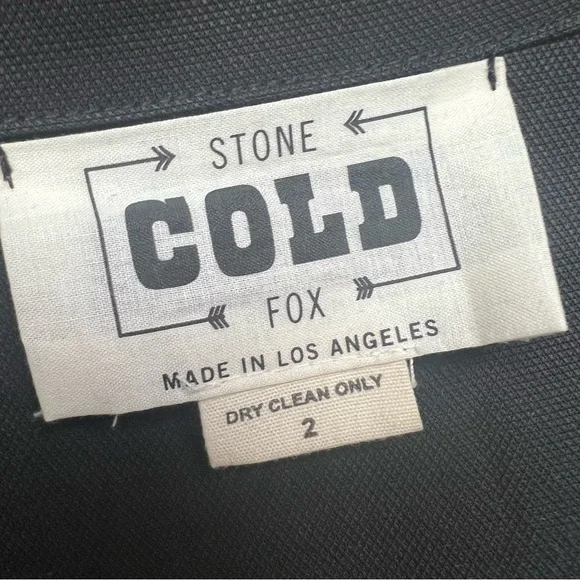 STONE
COLD
FOX
MADE IN LOS ANGELES
DRY CLEAN ONLY
2